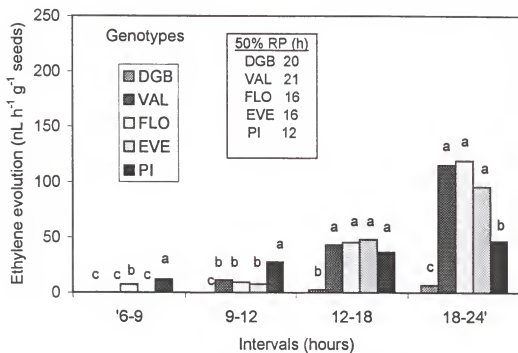 Ethylene evolution (nL h⁻¹ g⁻¹ seeds)
250
200
150
100
50
0
Genotypes
DGB
VAL
FLO
EVE
PI
50% RP (h)
DGB 20
VAL 21
FLO 16
EVE 16
PI 12
c c b c a
c b b b a
b a a a a
c a a a b
'6-9 9-12 12-18 18-24'
Intervals (hours)